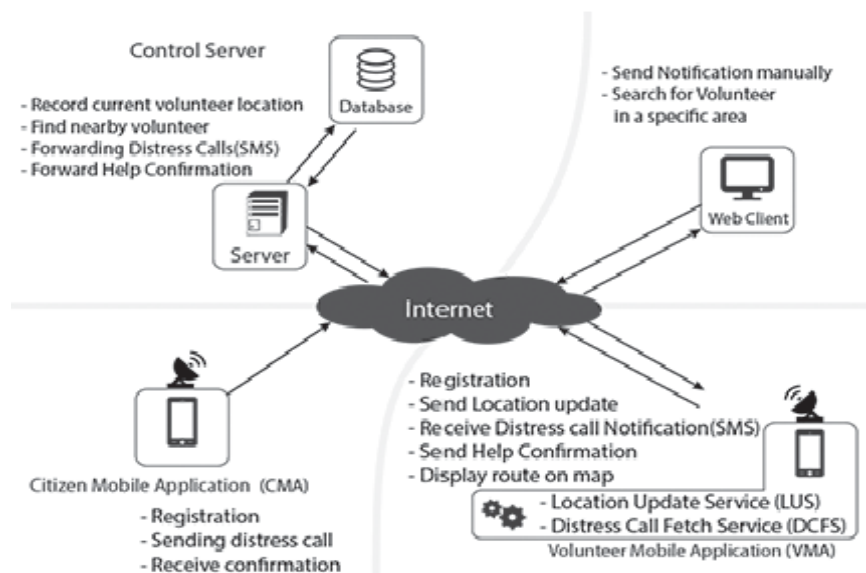 Control Server
Database
- Record current volunteer location
- Find nearby volunteer
- Forwarding Distress Calls(SMS)
- Forward Help Confirmation
Server
- Send Notification manually
- Search for Volunteer
in a specific area
Web Client
Internet
Citizen Mobile Application (CMA)
- Registration
- Sending distress call
- Receive confirmation
- Registration
- Send Location update
- Receive Distress call Notification(SMS)
- Send Help Confirmation
- Display route on map
- Location Update Service (LUS)
- Distress Call Fetch Service (DCFS)
Volunteer Mobile Application (VMA)